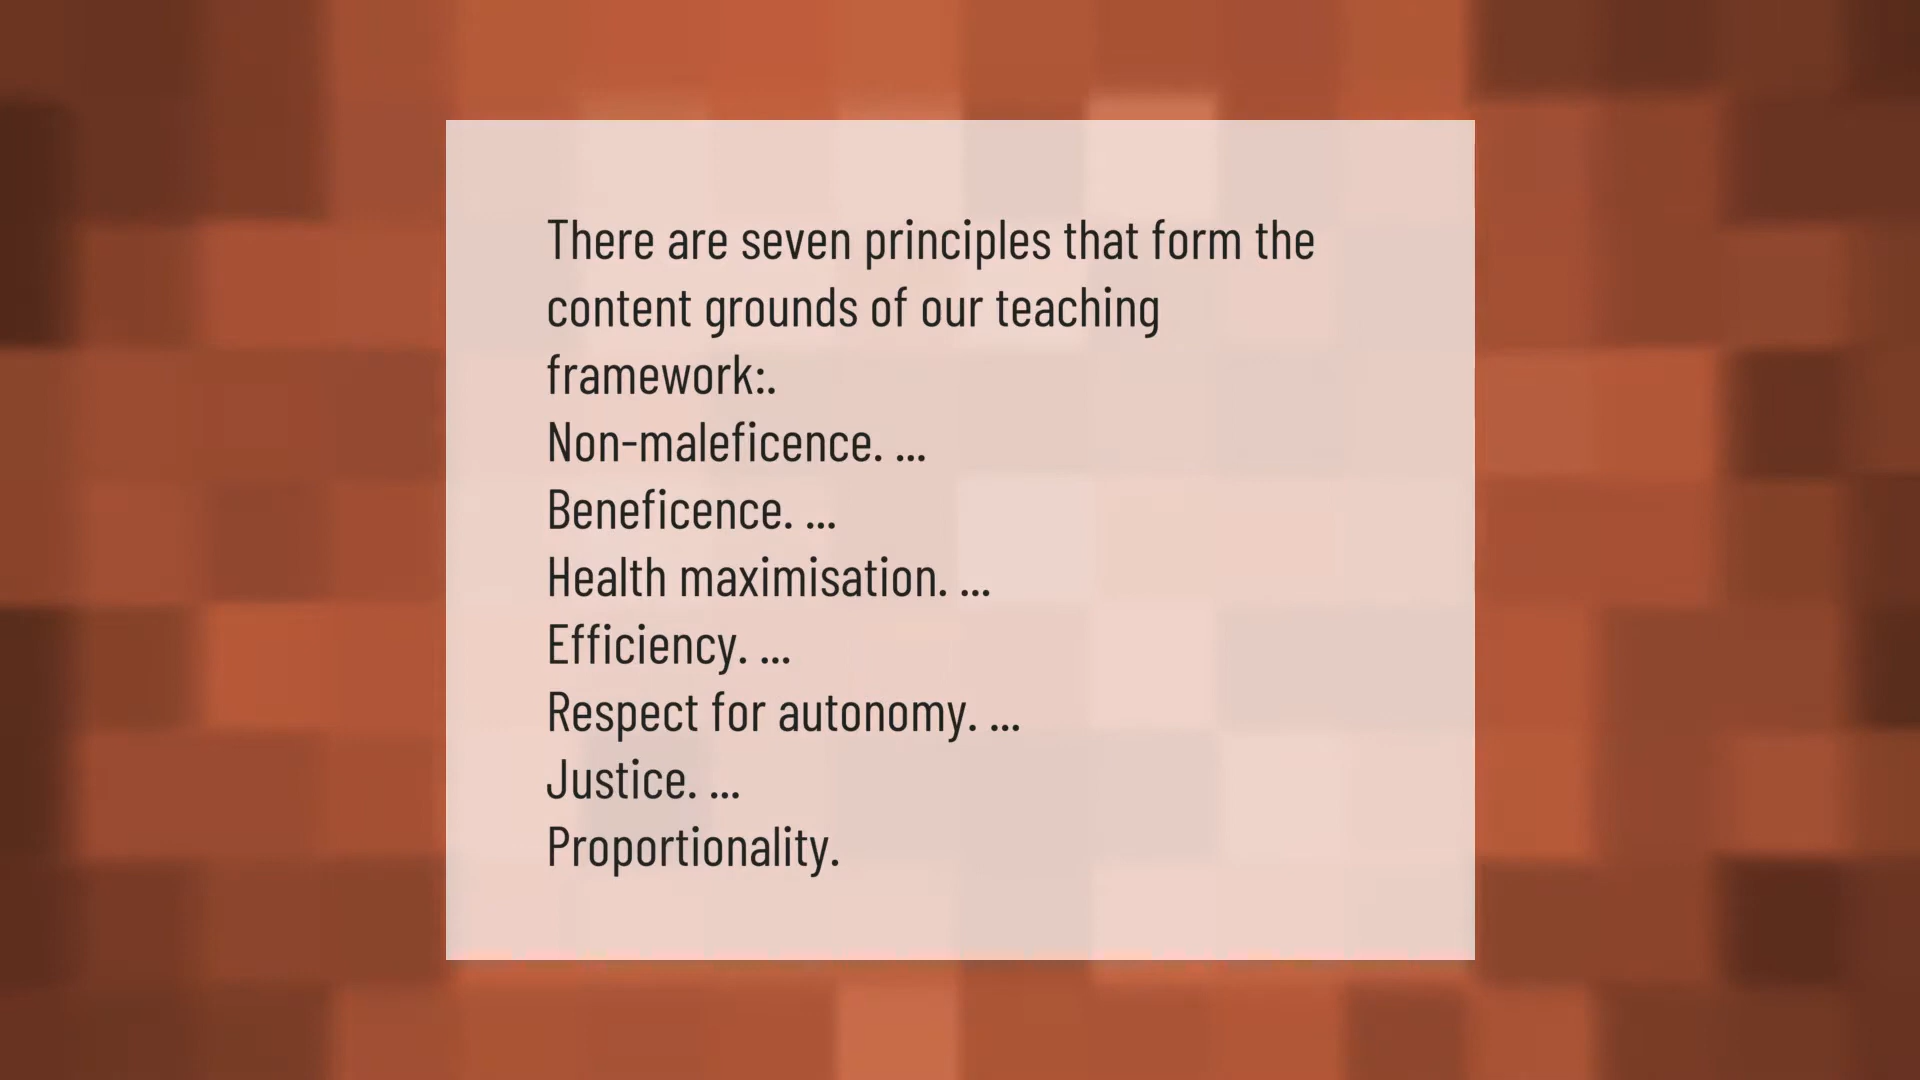 There are seven principles that form the
content grounds of our teaching
framework:.
Non-maleficence. ...
Beneficence. ...
Health maximisation. ...
Efficiency. ...
Respect for autonomy. ...
Justice. ...
Proportionality.